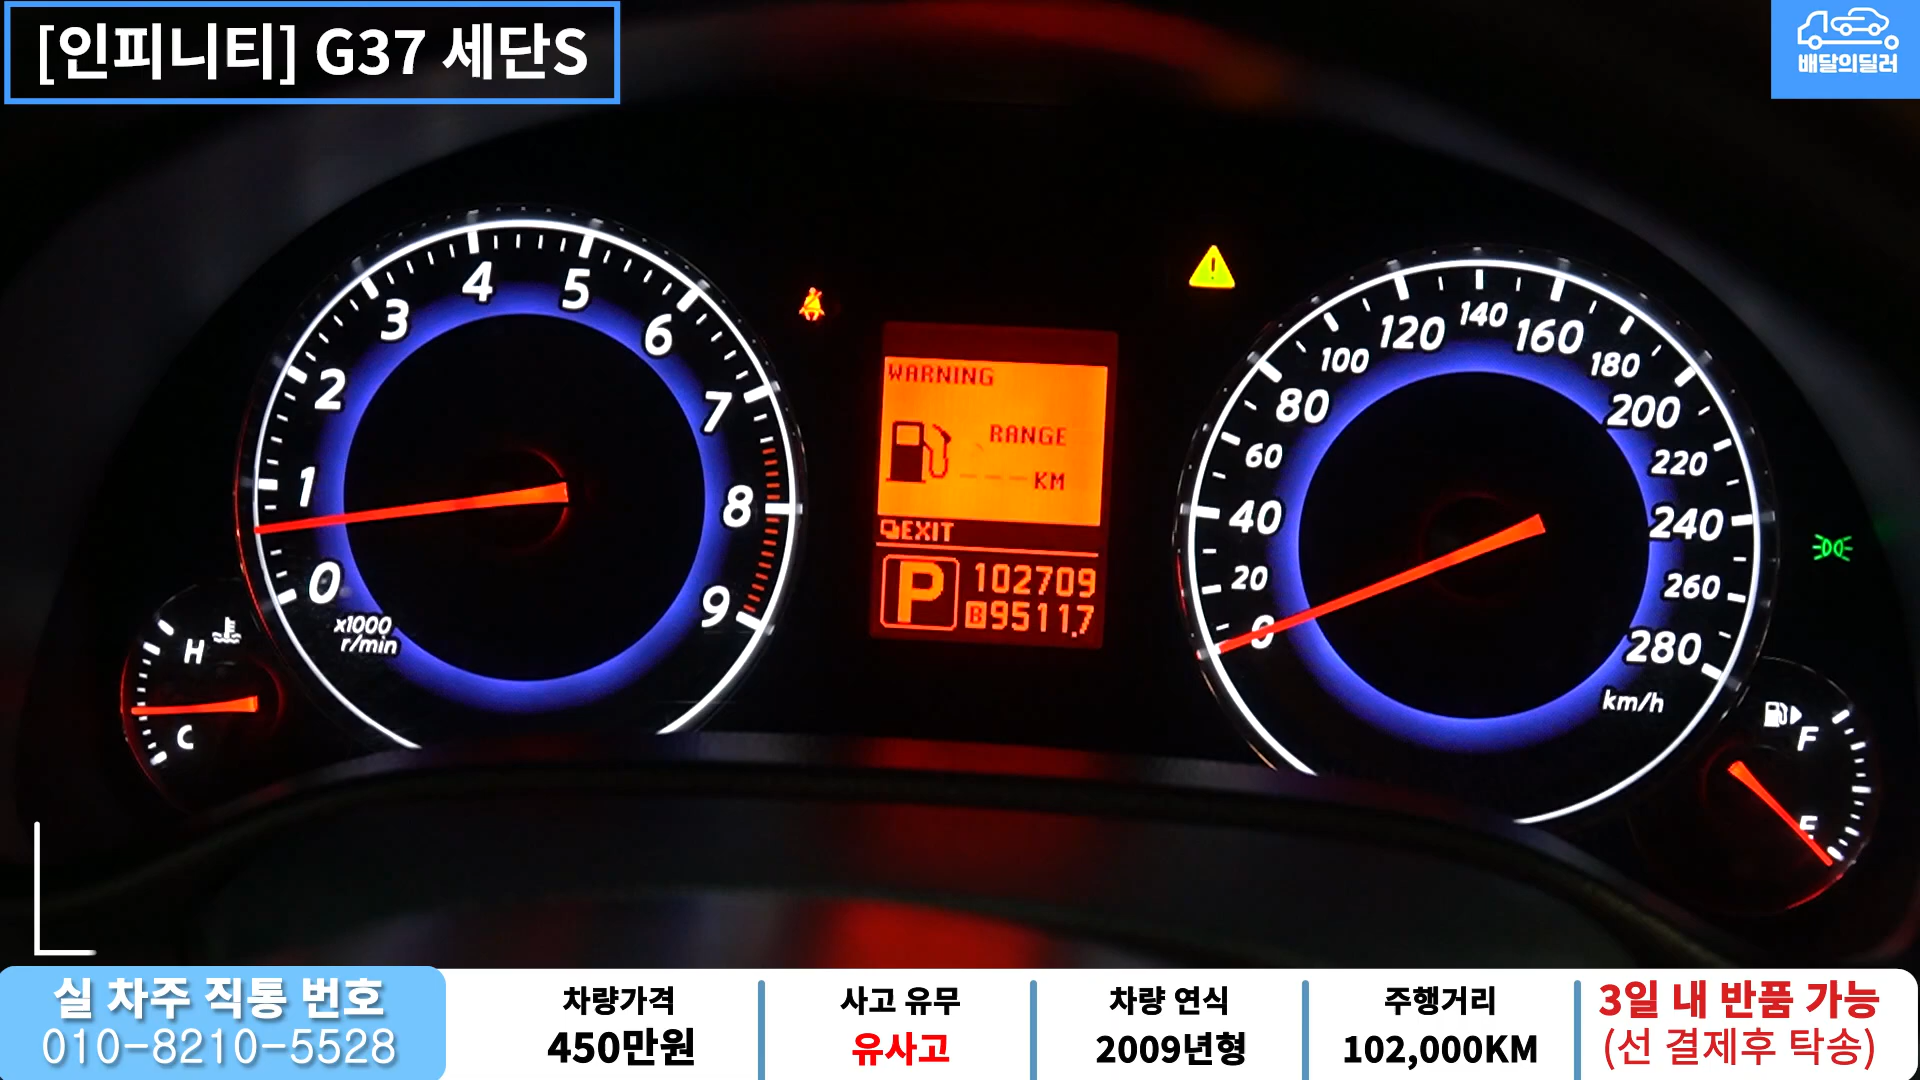 [인피니티] G37 세단S
배달의딜러
0 1 2 3 4 5 6 7 8 9
x1000
r/min
H
C
WARNING
RANGE
---KM
EXIT
P
102709
B 95117
0 20 40 60 80 100 120 140 160 180 200 220 240 260 280
km/h
F
E
실 차주 직통 번호
010-8210-5528
차량가격
450만원
사고 유무
유사고
차량 연식
2009년형
주행거리
102,000KM
3일 내 반품 가능
(선 결제후 탁송)